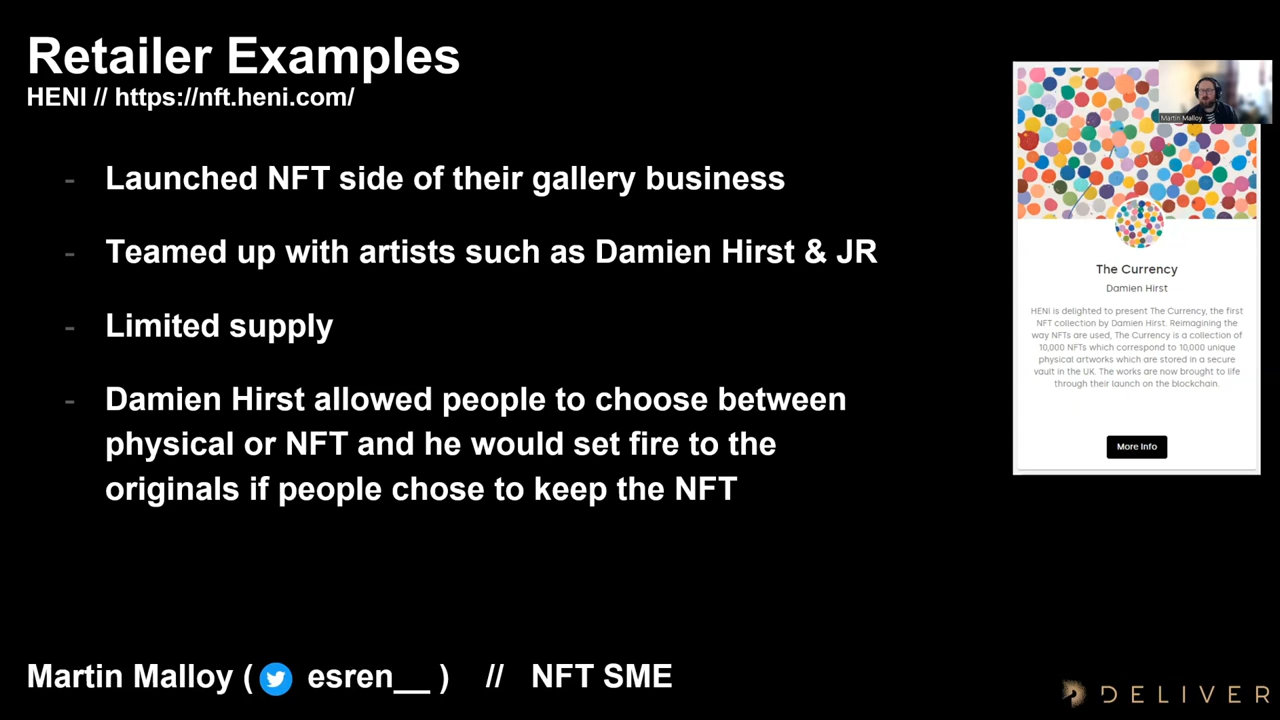 Retailer Examples
HENI // https://nft.heni.com/
- Launched NFT side of their gallery business
- Teamed up with artists such as Damien Hirst & JR
- Limited supply
- Damien Hirst allowed people to choose between
physical or NFT and he would set fire to the
originals if people chose to keep the NFT
Martin Malloy
The Currency
Damien Hirst
HENI is delighted to present The Currency, the first
NFT collection by Damien Hirst. Reimagining the
way NFTs are used, The Currency is a collection of
10,000 NFTs which correspond to 10,000 unique
physical artworks which are stored in a secure
vault in the UK. The works are now brought to life
through their launch on the blockchain.
More Info
Martin Malloy ( esren__ ) // NFT SME
DELIVER